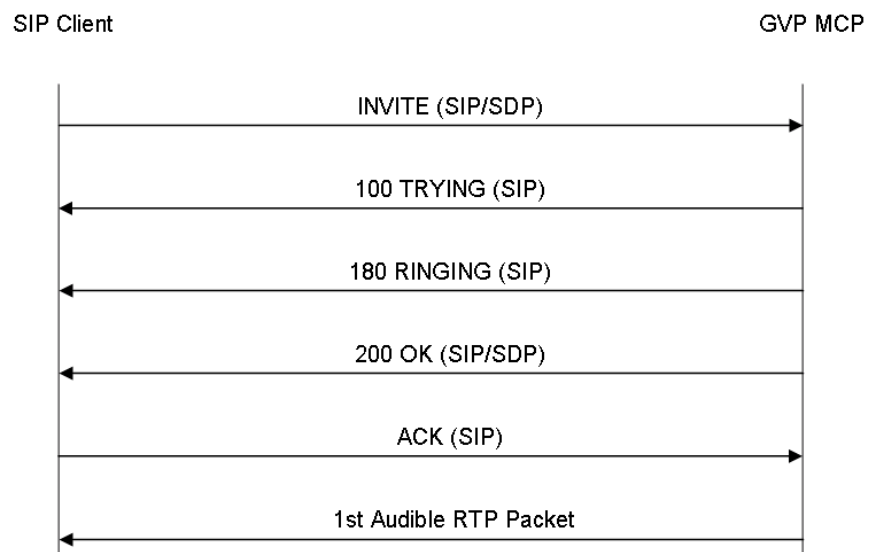 SIP Client
GVP MCP
INVITE (SIP/SDP)
100 TRYING (SIP)
180 RINGING (SIP)
200 OK (SIP/SDP)
ACK (SIP)
1st Audible RTP Packet